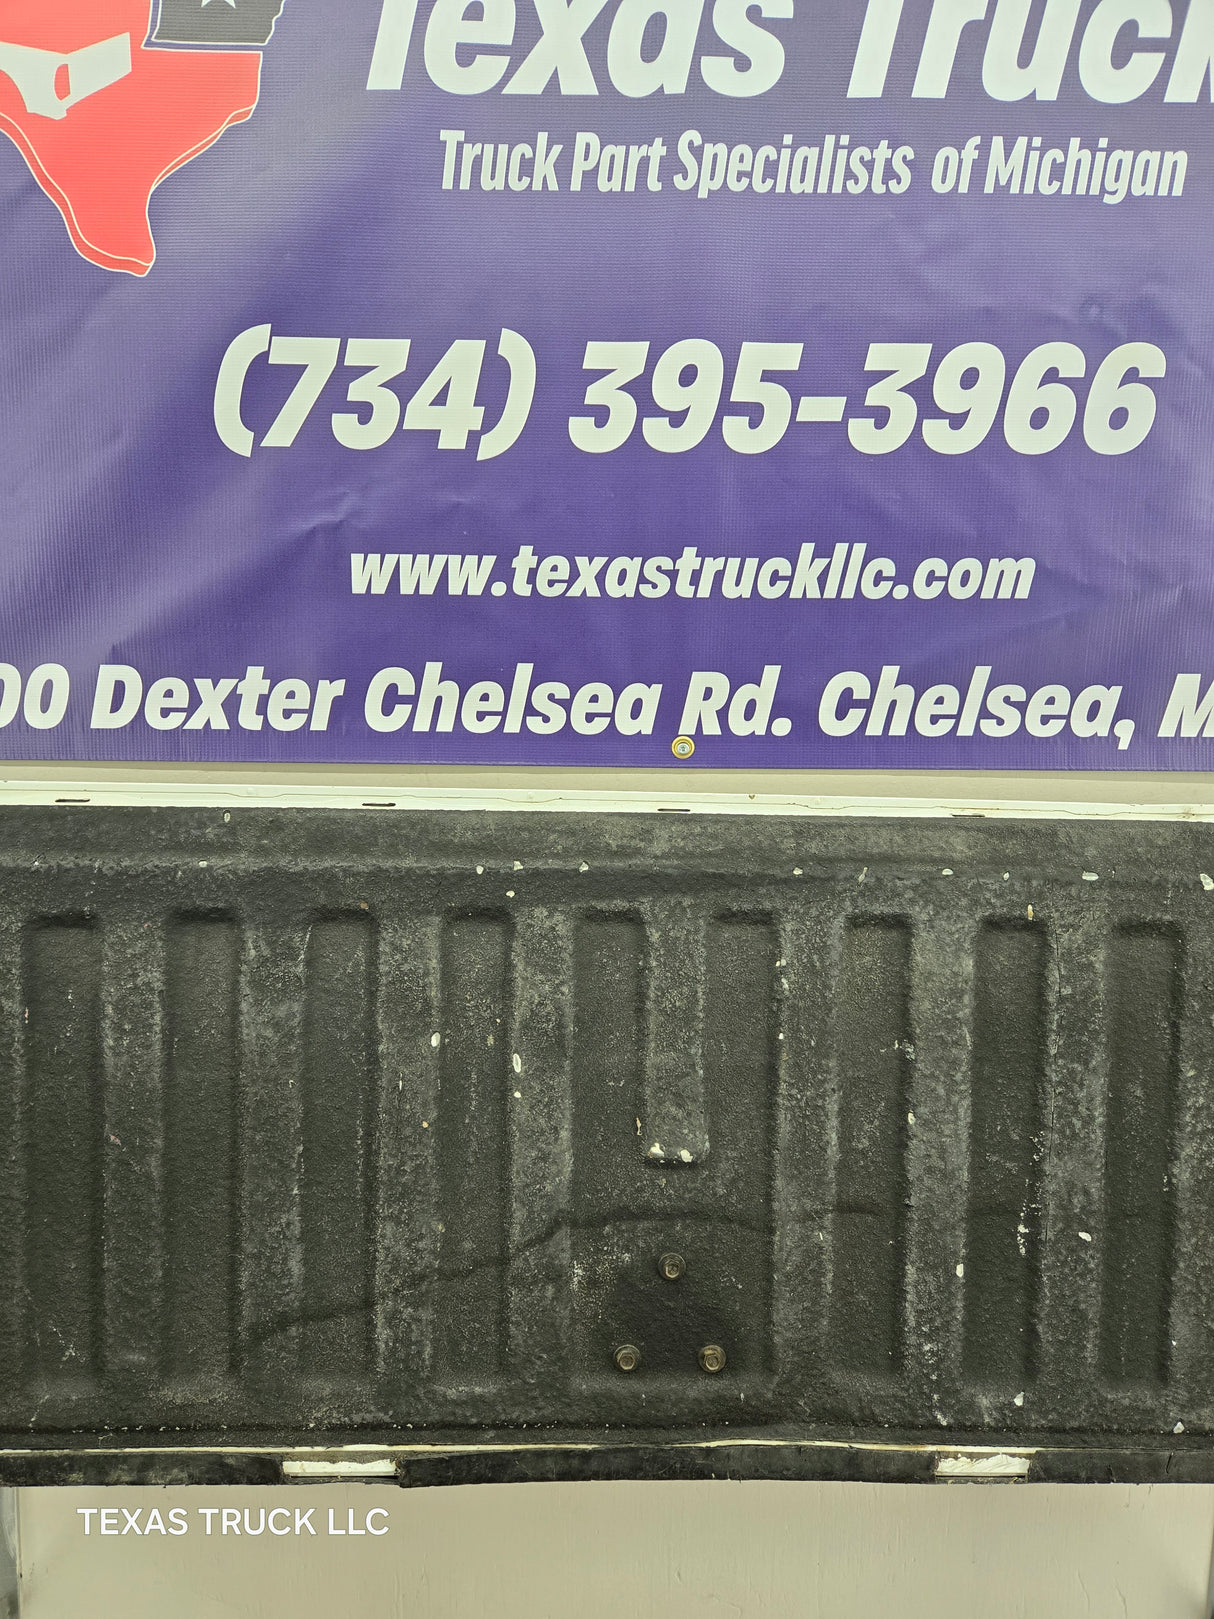 Texas Truck
Truck Part Specialists of Michigan
(734) 395-3966
www.texastruckllc.com
00 Dexter Chelsea Rd. Chelsea, M
TEXAS TRUCK LLC